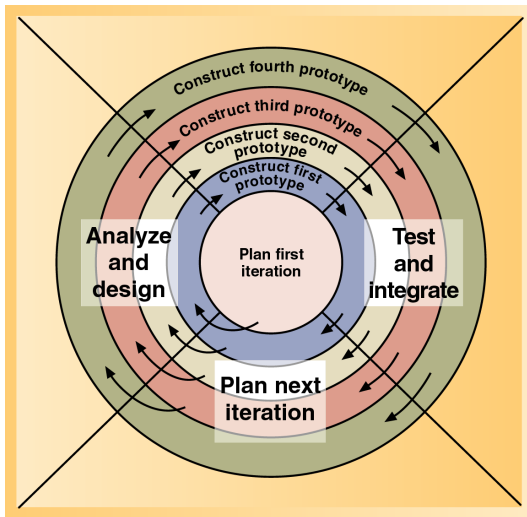 Construct fourth prototype
Construct third prototype
Construct second
prototype
Construct first
prototype
Analyze
and
design
Plan first
iteration
Test
and
integrate
Plan next
iteration